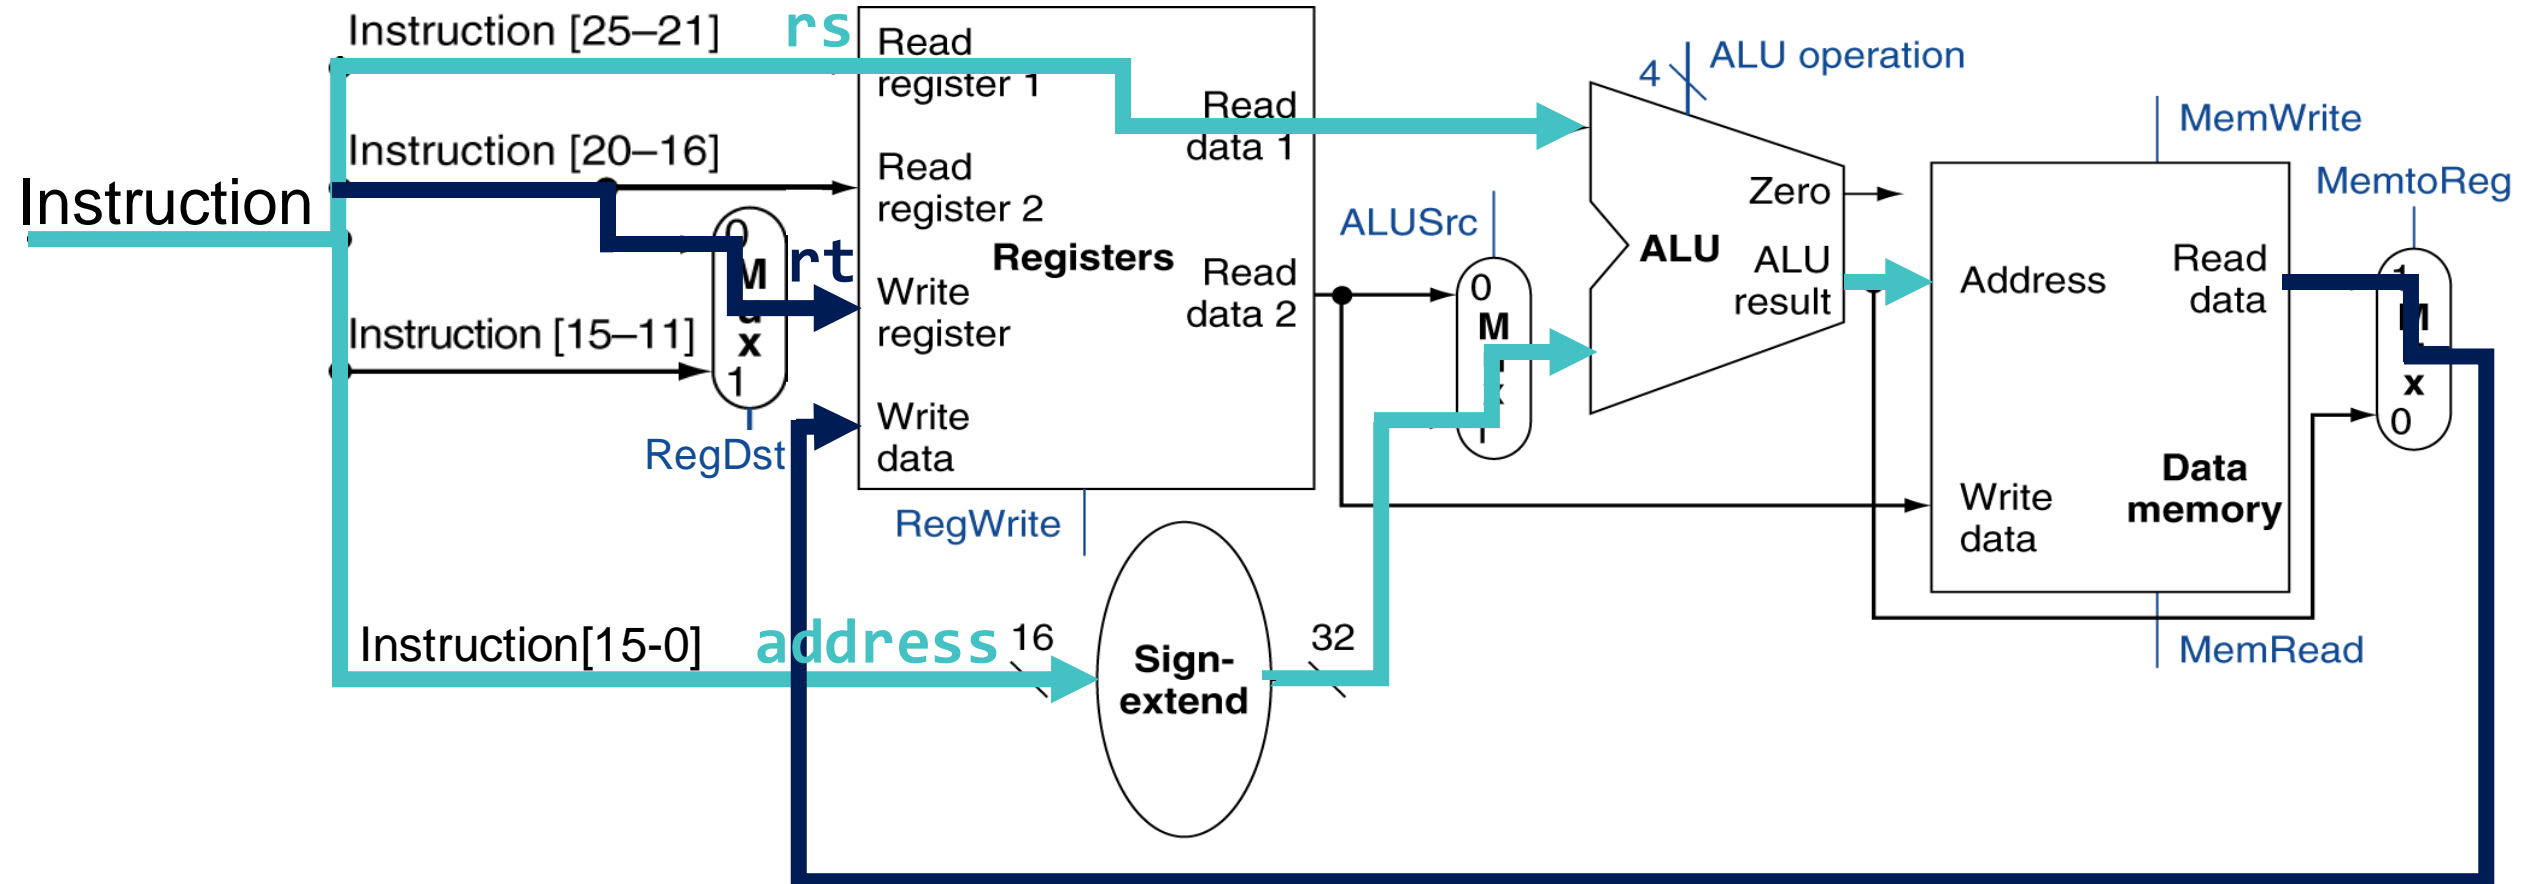 Instruction [25–21]
rs
Read
register 1
Read
data 1
4
ALU operation
MemWrite
MemtoReg
Instruction [20–16]
Instruction
Read
register 2
Zero
ALUSrc
0
M
u
x
1
RegDst
rt
Registers
Write
register
Read
data 2
0
M
x
ALU
ALU
result
Address
Read
data
1
M
x
0
Instruction [15–11]
Write
data
RegWrite
Write
data
Data
memory
MemRead
Instruction[15-0]
address
16
Sign-
extend
32